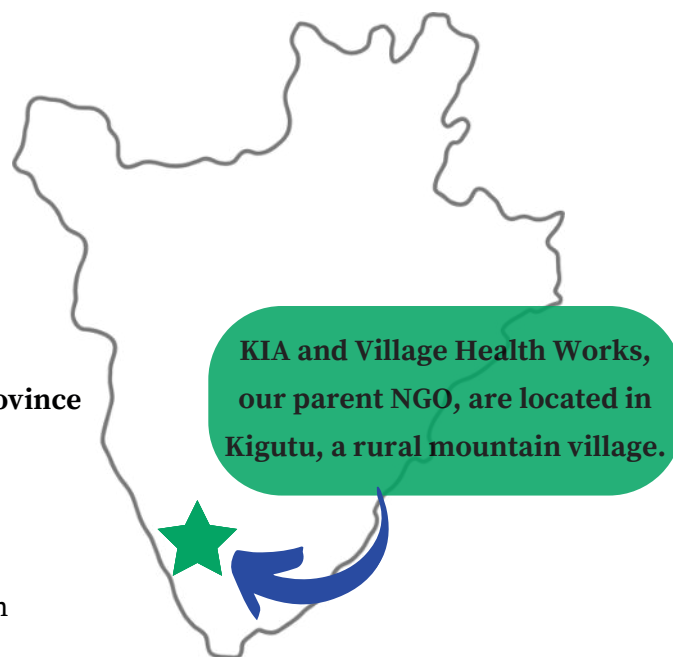 KIA and Village Health Works,
our parent NGO, are located in
Kigutu, a rural mountain village.
ovince